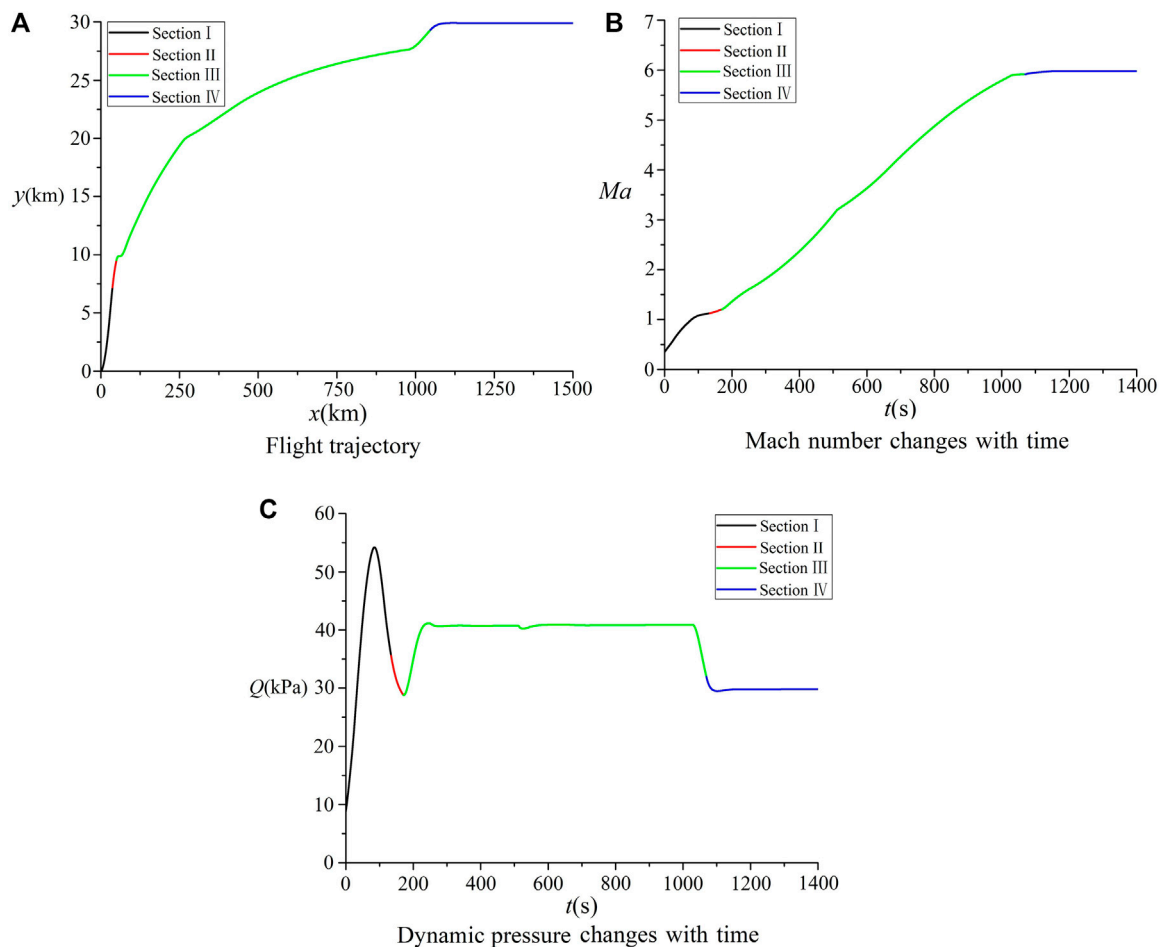 A
Section Ⅰ
Section Ⅱ
Section Ⅲ
Section Ⅳ
30
25
20
15
10
5
0
y(km)
0 250 500 750 1000 1250 1500
x(km)
Flight trajectory
B
Section Ⅰ
Section Ⅱ
Section Ⅲ
Section Ⅳ
7
6
5
4
3
2
1
0
Ma
0 200 400 600 800 1000 1200 1400
t(s)
Mach number changes with time
C
Section Ⅰ
Section Ⅱ
Section Ⅲ
Section Ⅳ
60
50
40
30
20
10
0
Q(kPa)
0 200 400 600 800 1000 1200 1400
t(s)
Dynamic pressure changes with time